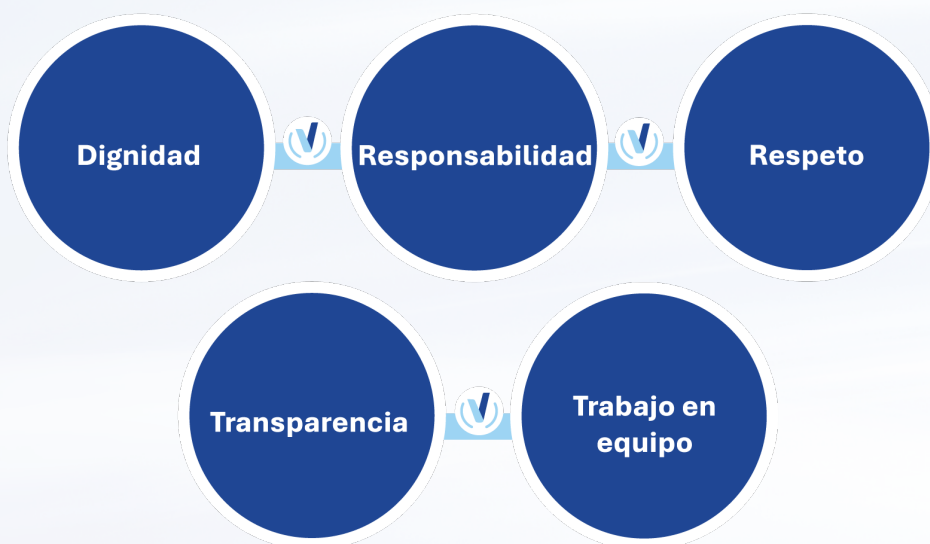 Dignidad
Responsabilidad
Respeto
Transparencia
Trabajo en
equipo